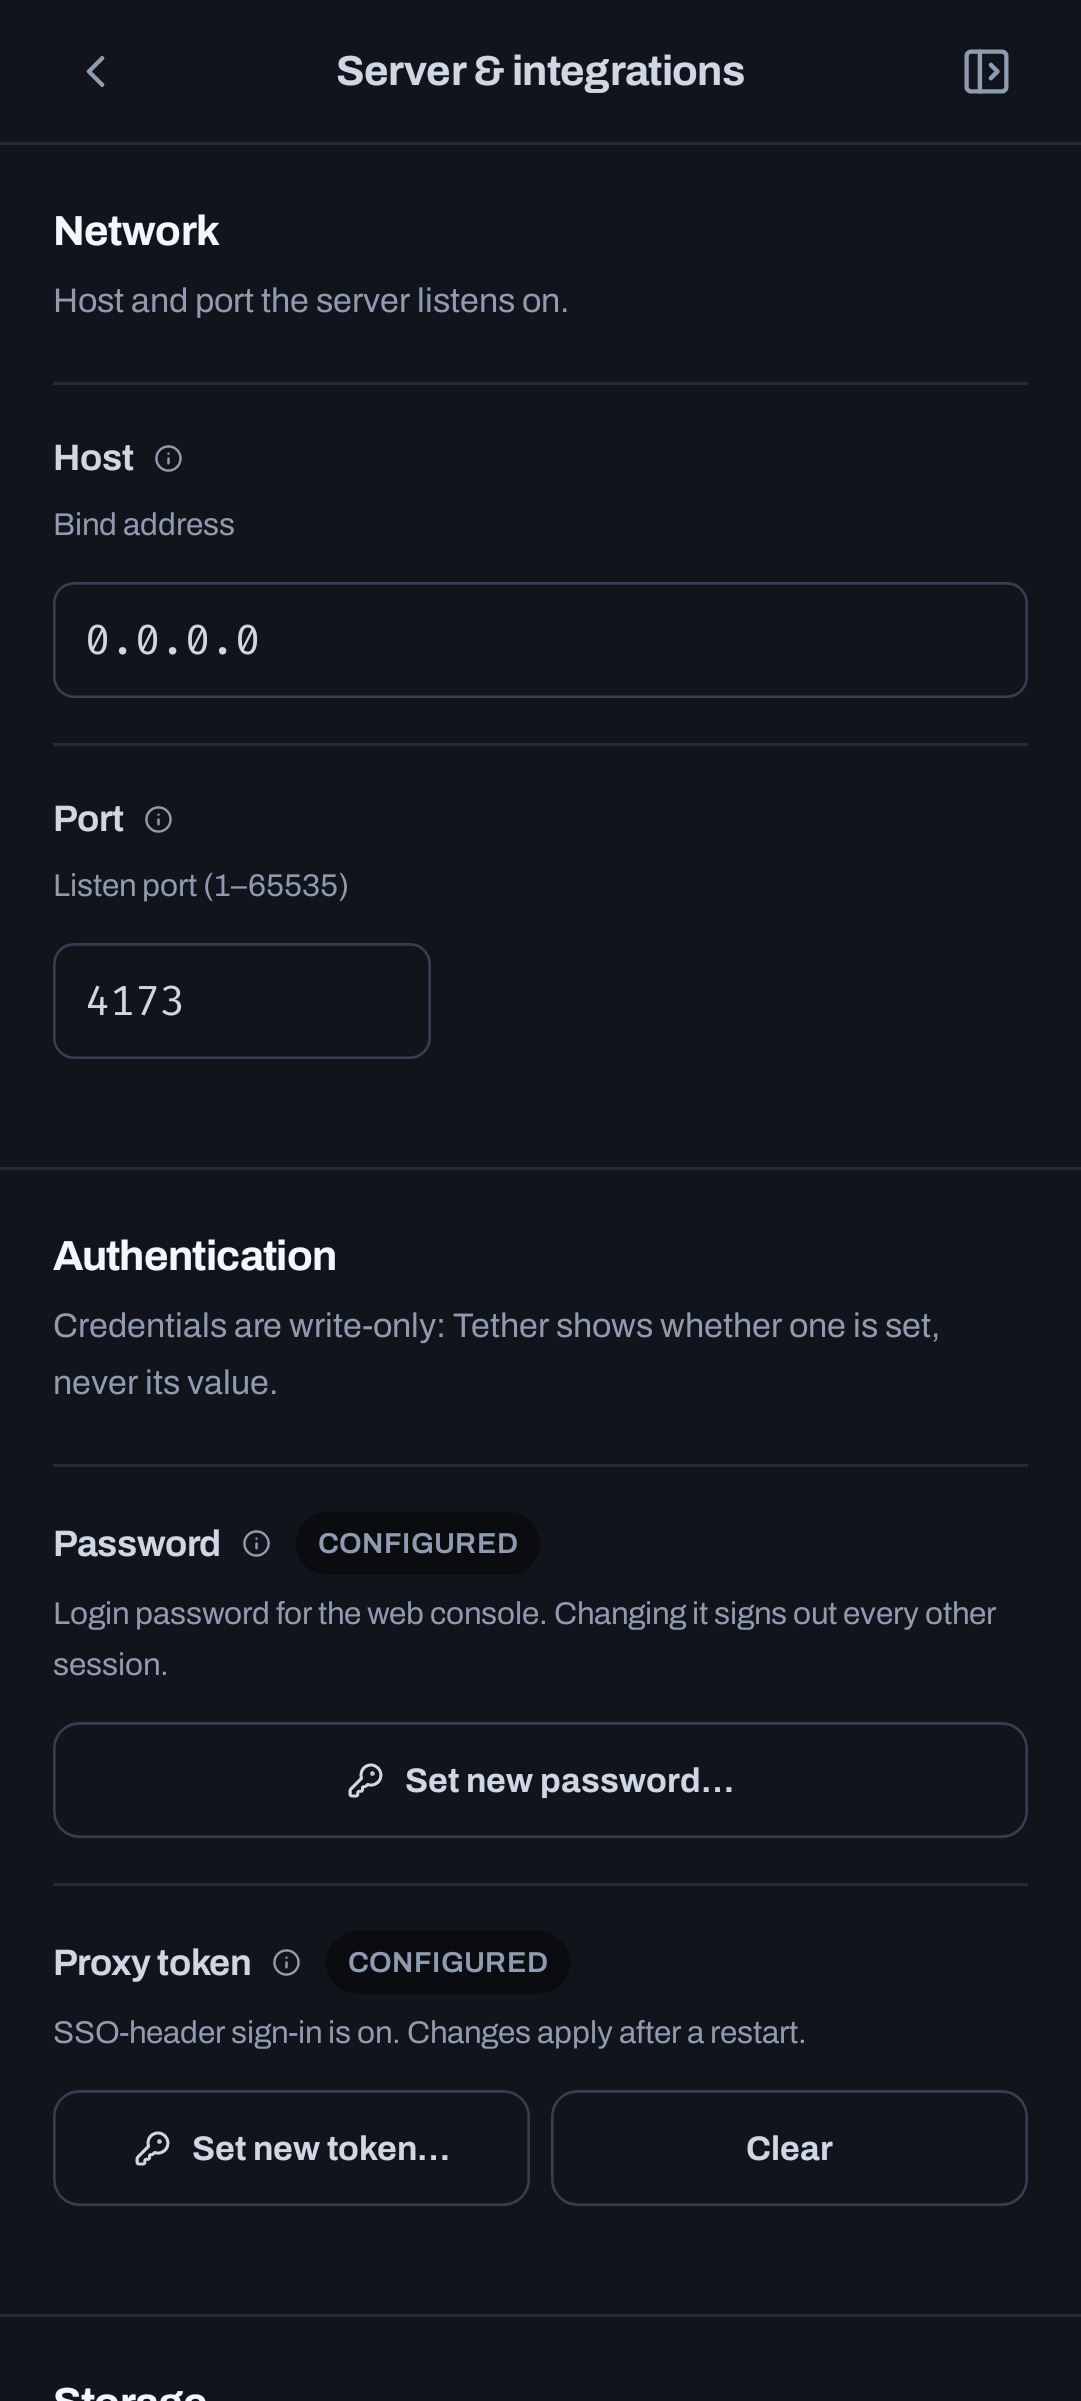 Server & integrations
Network
Host and port the server listens on.
Host
Bind address
0.0.0.0
Port
Listen port (1–65535)
4173
Authentication
Credentials are write-only: Tether shows whether one is set,
never its value.
Password CONFIGURED
Login password for the web console. Changing it signs out every other
session.
Set new password...
Proxy token CONFIGURED
SSO-header sign-in is on. Changes apply after a restart.
Set new token... Clear
Storage